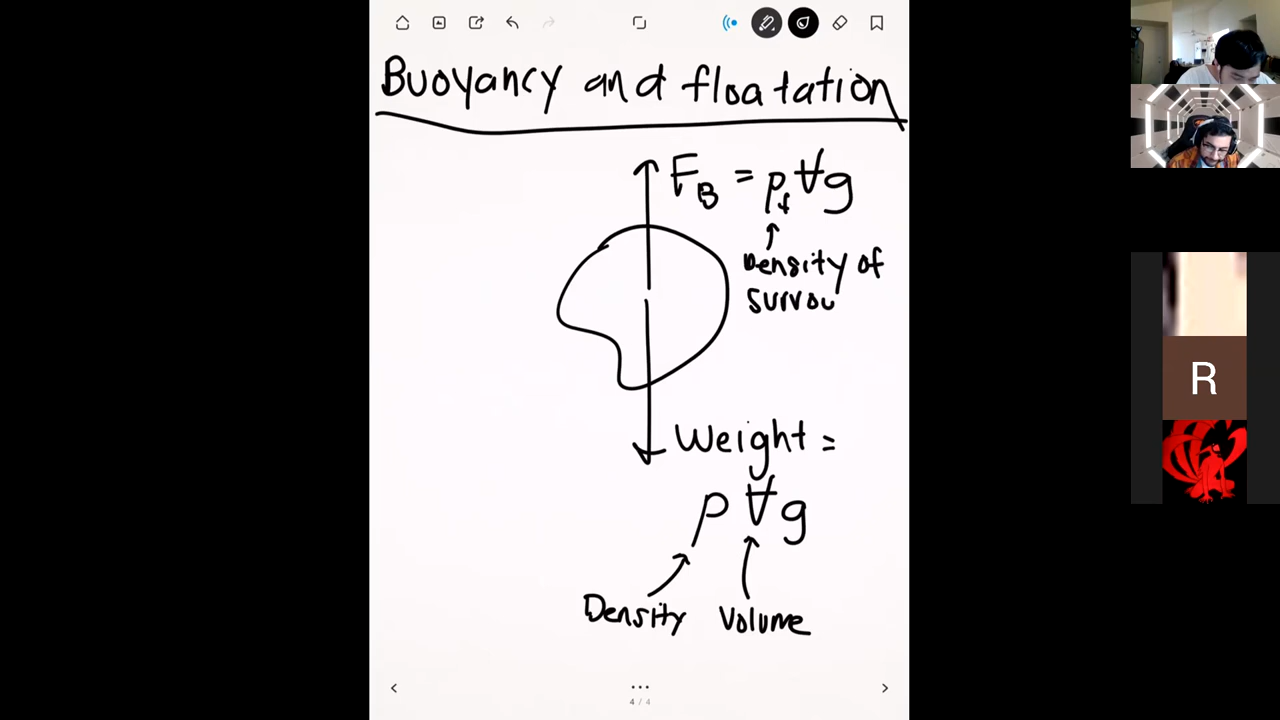 Buoyancy and floatation
F_B = ρ_f ∀g
Density of
surrou
Weight =
ρ ∀ g
Density Volume
4 / 4
R